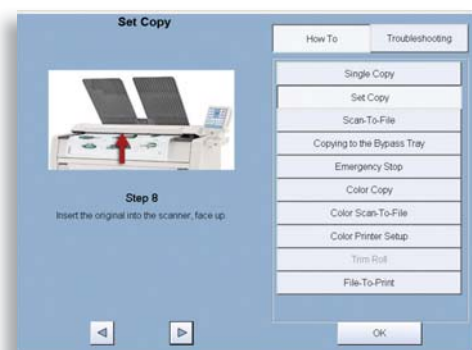 Set Copy
Step 8
Insert the original into the scanner, face up.
How To
Troubleshooting
Single Copy
Set Copy
Scan-To-File
Copying to the Bypass Tray
Emergency Stop
Color Copy
Color Scan-To-File
Color Printer Setup
Trim Roll
File-To-Print
OK